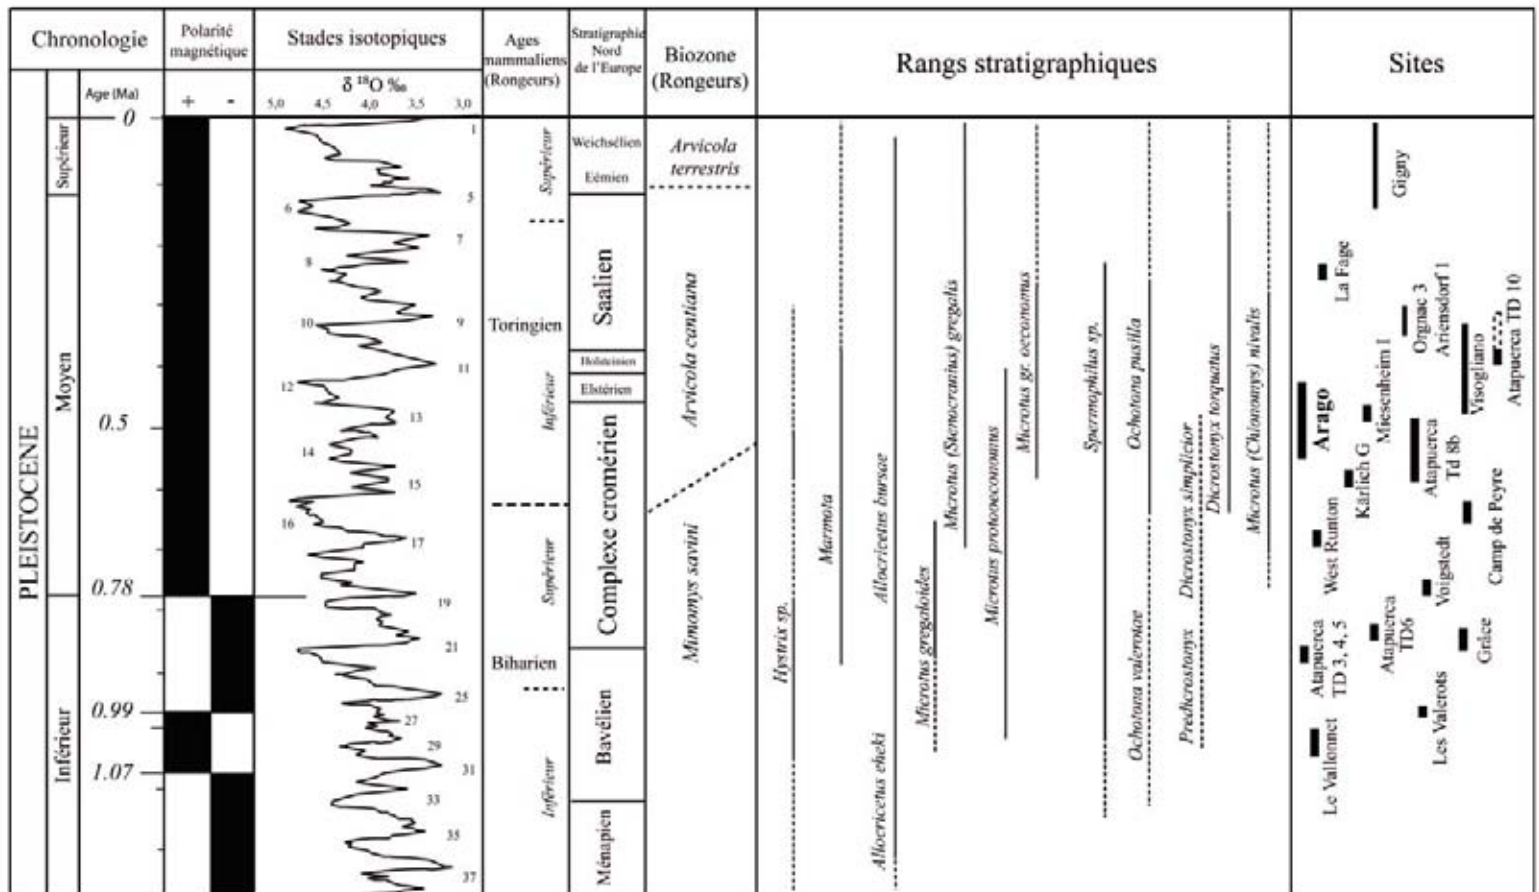 Chronologie
Polarité
magnétique
Stades isotopiques
Ages
mammaliens
(Rongeurs)
Stratigraphie
Nord
de l'Europe
Biozone
(Rongeurs)
Rangs stratigraphiques
Sites
Age (Ma)
+ -
δ ¹⁸O ‰
5,0 4,5 4,0 3,5 3,0
PLEISTOCENE
Supérieur
Moyen
Inférieur
0
0.5
0.78
0.99
1.07
1
5
6
7
8
9
10
11
12
13
14
15
16
17
19
21
25
27
29
31
33
35
37
Supérieur
Toringien
Inférieur
Supérieur
Biharien
Inférieur
Weichsélien
Eémien
Saalien
Holsteinien
Elstérien
Complexe cromérien
Bavélien
Ménapien
Arvicola
terrestris
Arvicola cantiana
Mimomys savini
Hystrix sp.
Marmota
Allocricetus bursae
Allocricetus eheki
Microtus gregaloides
Microtus (Stenocranius) gregalis
Micronus protooeconomus
Microtus gr. oeconomus
Spermophilus sp.
Ochotona pusilla
Ochotona valerotae
Predicrostonyx
Dicrostonyx simplicior
Dicrostonyx torquatus
Microtus (Chionomys) nivalis
Gigny
La Fage
Orgnac 3
Ariensdorf 1
Visogliano
Atapuerca TD 10
Arago
Miesenheim I
Kärlich G
Atapuerca
Td 8b
Camp de Peyre
West Runton
Voigstedt
Atapuerca
TD 3, 4, 5
Atapuerca
TD6
Grâce
Les Valerots
Le Vallonnet